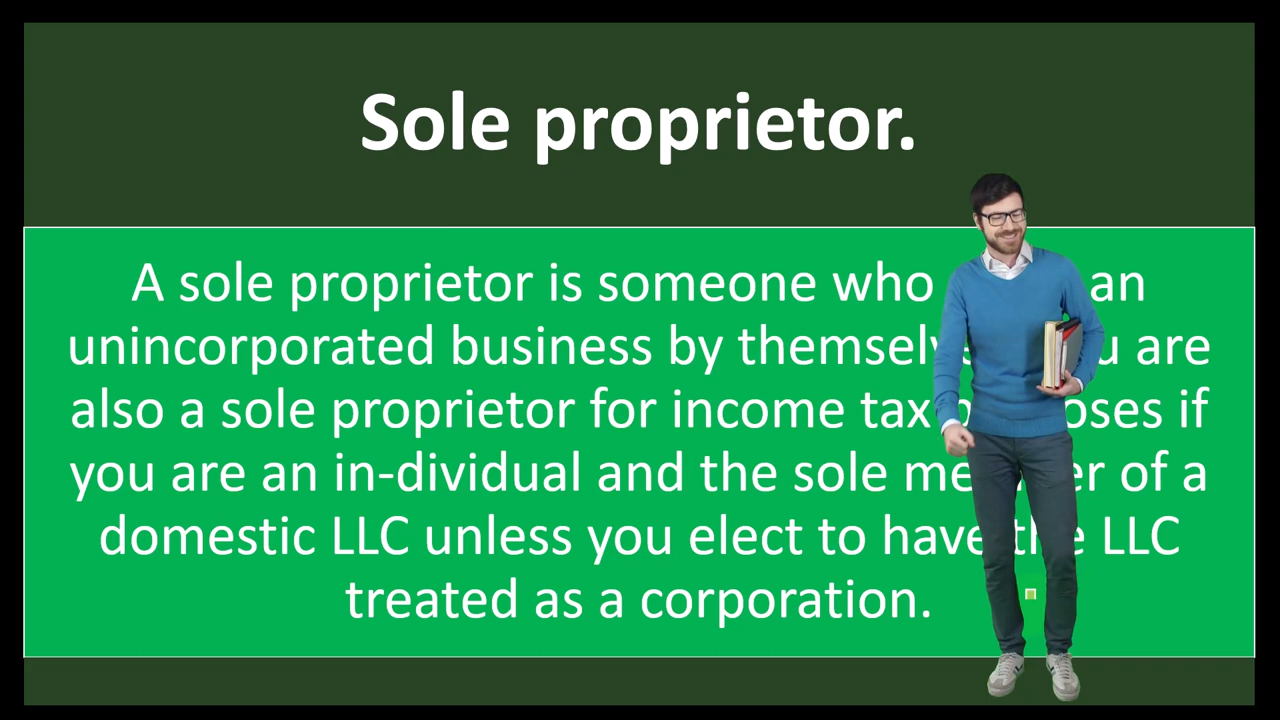 Sole proprietor.
A sole proprietor is someone who an
unincorporated business by are
also a sole proprietor for income tax if
you are an in-dividual and the sole of a
domestic LLC unless you elect to have the LLC
treated as a corporation.